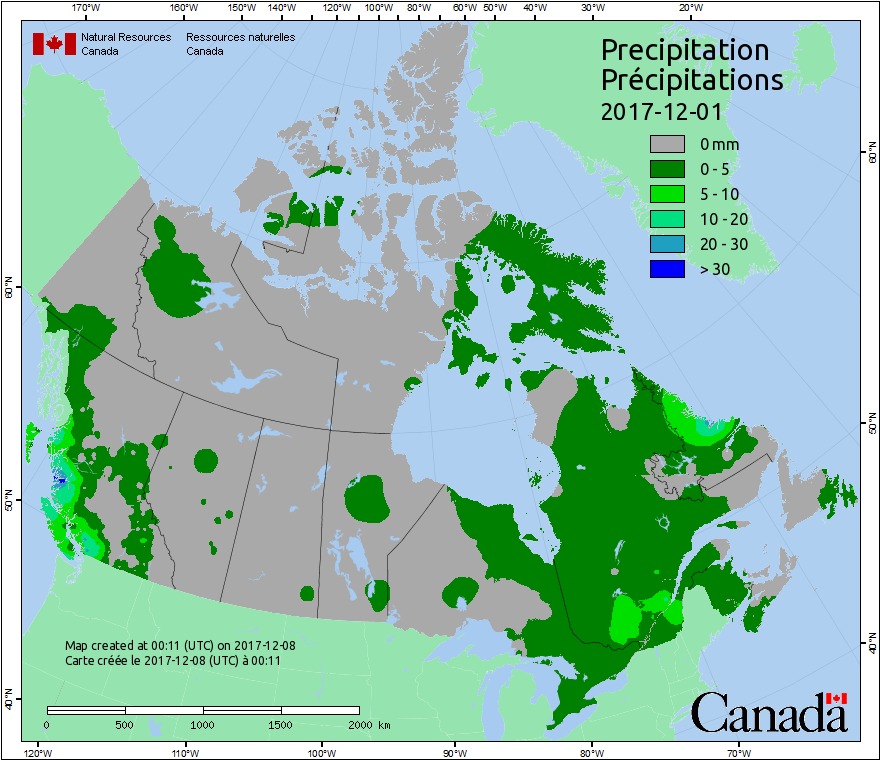 170°W 160°W 150°W 140°W 130°W 120°W 110°W 100°W 90°W 80°W 60°W 50°W 40°W 30°W 20°W
Natural Resources Canada
Ressources naturelles Canada
Precipitation
Précipitations
2017-12-01
0 mm
0 - 5
5 - 10
10 - 20
20 - 30
> 30
60°N
60°N
50°N
50°N
40°N
40°N
Map created at 00:11 (UTC) on 2017-12-08
Carte créée le 2017-12-08 (UTC) à 00:11
0 500 1000 1500 2000 km
Canada
120°W 110°W 100°W 90°W 80°W 70°W